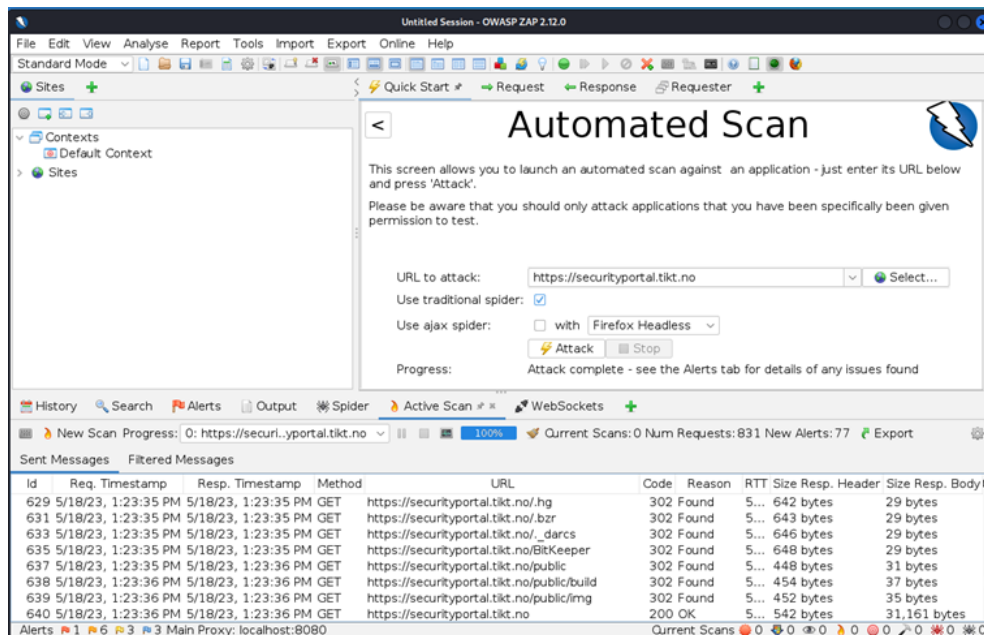 Untitled Session - OWASP ZAP 2.12.0
File Edit View Analyse Report Tools Import Export Online Help
Standard Mode
Sites
Quick Start Request Response Requester
Contexts
Default Context
Sites
<
Automated Scan
This screen allows you to launch an automated scan against an application - just enter its URL below
and press 'Attack'.
Please be aware that you should only attack applications that you have been specifically been given
permission to test.
URL to attack: https://securityportal.tikt.no Select...
Use traditional spider:
Use ajax spider: with Firefox Headless
Attack Stop
Progress: Attack complete - see the Alerts tab for details of any issues found
History Search Alerts Output Spider Active Scan WebSockets
New Scan Progress: 0: https://securi..yportal.tikt.no 100% Current Scans: 0 Num Requests: 831 New Alerts: 77 Export
Sent Messages Filtered Messages
Id Req. Timestamp Resp. Timestamp Method URL Code Reason RTT Size Resp. Header Size Resp. Body
629 5/18/23, 1:23:35 PM 5/18/23, 1:23:35 PM GET https://securityportal.tikt.no/.hg 302 Found 5... 642 bytes 29 bytes
631 5/18/23, 1:23:35 PM 5/18/23, 1:23:35 PM GET https://securityportal.tikt.no/.bzr 302 Found 5... 643 bytes 29 bytes
633 5/18/23, 1:23:35 PM 5/18/23, 1:23:35 PM GET https://securityportal.tikt.no/._darcs 302 Found 5... 646 bytes 29 bytes
635 5/18/23, 1:23:35 PM 5/18/23, 1:23:35 PM GET https://securityportal.tikt.no/BitKeeper 302 Found 5... 648 bytes 29 bytes
637 5/18/23, 1:23:36 PM 5/18/23, 1:23:36 PM GET https://securityportal.tikt.no/public 302 Found 5... 448 bytes 31 bytes
638 5/18/23, 1:23:36 PM 5/18/23, 1:23:36 PM GET https://securityportal.tikt.no/public/build 302 Found 5... 454 bytes 37 bytes
639 5/18/23, 1:23:36 PM 5/18/23, 1:23:36 PM GET https://securityportal.tikt.no/public/img 302 Found 5... 452 bytes 35 bytes
640 5/18/23, 1:23:36 PM 5/18/23, 1:23:36 PM GET https://securityportal.tikt.no 200 OK 5... 542 bytes 31,161 bytes
Alerts 1 6 3 3 Main Proxy: localhost:8080 Current Scans 0 0 0 0 0 0 0 0